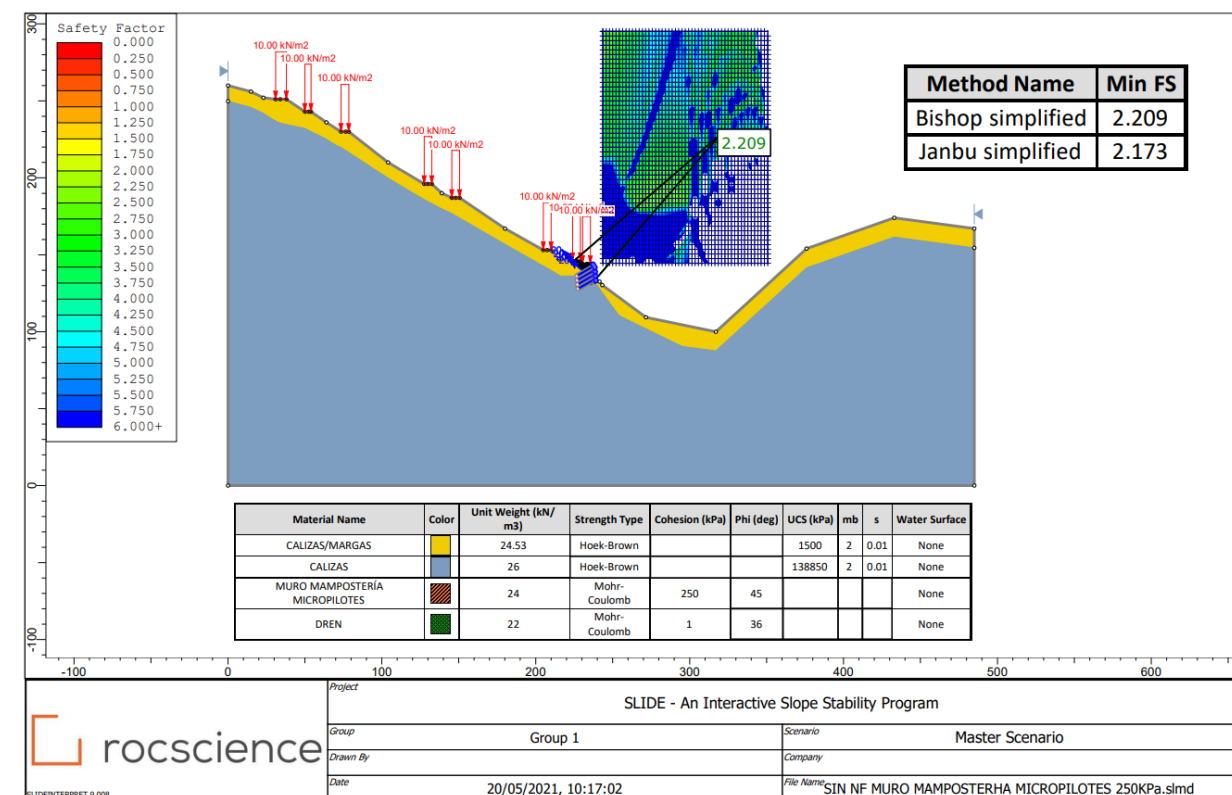 Safety Factor
0.000
0.250
0.500
0.750
1.000
1.250
1.500
1.750
2.000
2.250
2.500
2.750
3.000
3.250
3.500
3.750
4.000
4.250
4.500
4.750
5.000
5.250
5.500
5.750
6.000+
300
200
100
0
-100
10.00 kN/m2
10.00 kN/m2
10.00 kN/m2
10.00 kN/m2
10.00 kN/m2
10.00 kN/m2
10.00 kN/m2
2.209
Method Name Min FS
Bishop simplified 2.209
Janbu simplified 2.173
Material Name Color Unit Weight (kN/ m3) Strength Type Cohesion (kPa) Phi (deg) UCS (kPa) mb s Water Surface
CALIZAS/MARGAS 24.53 Hoek-Brown 1500 2 0.01 None
CALIZAS 26 Hoek-Brown 138850 2 0.01 None
MURO MAMPOSTERÍA MICROPILOTES 24 Mohr-Coulomb 250 45 None
DREN 22 Mohr-Coulomb 1 36 None
-100 0 100 200 300 400 500 600
rocscience
SLIDEINTERPRET 9.008
Project
SLIDE - An Interactive Slope Stability Program
Group
Group 1
Scenario
Master Scenario
Drawn By
Company
Date
20/05/2021, 10:17:02
File Name
SIN NF MURO MAMPOSTERHA MICROPILOTES 250KPa.slmd